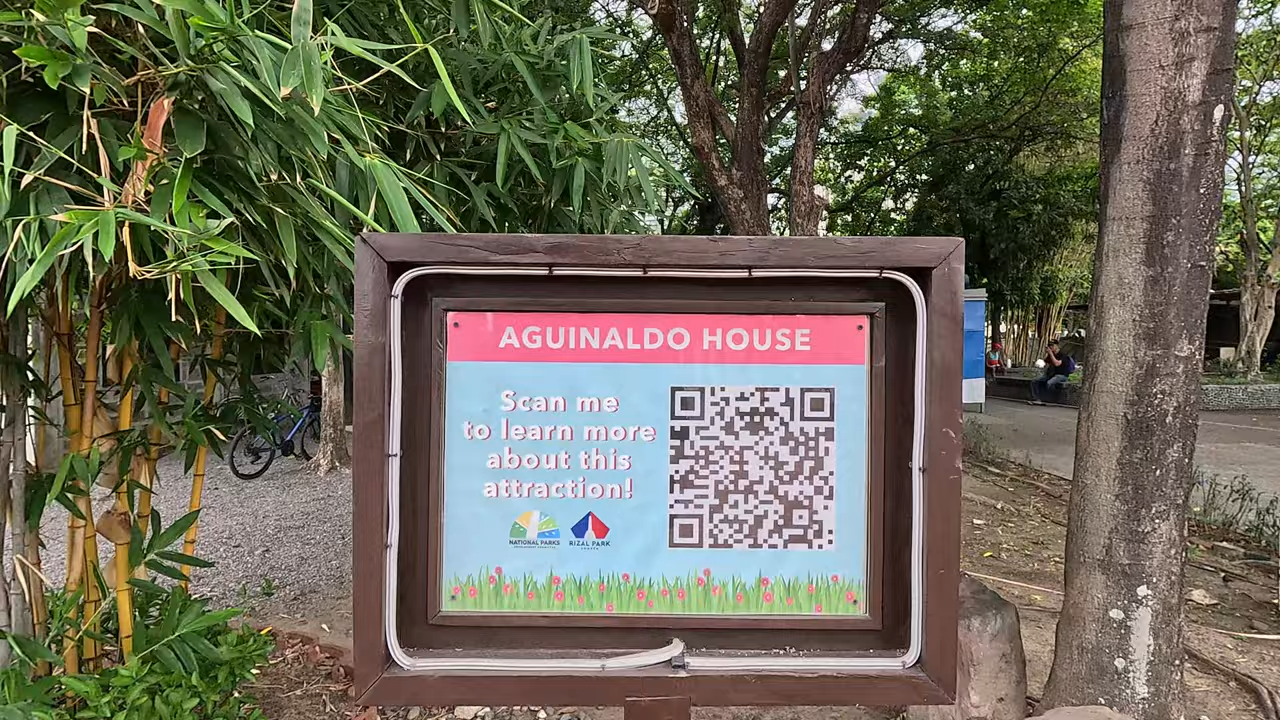 AGUINALDO HOUSE
Scan me
to learn more
about this
attraction!
NATIONAL PARKS
RIZAL PARK